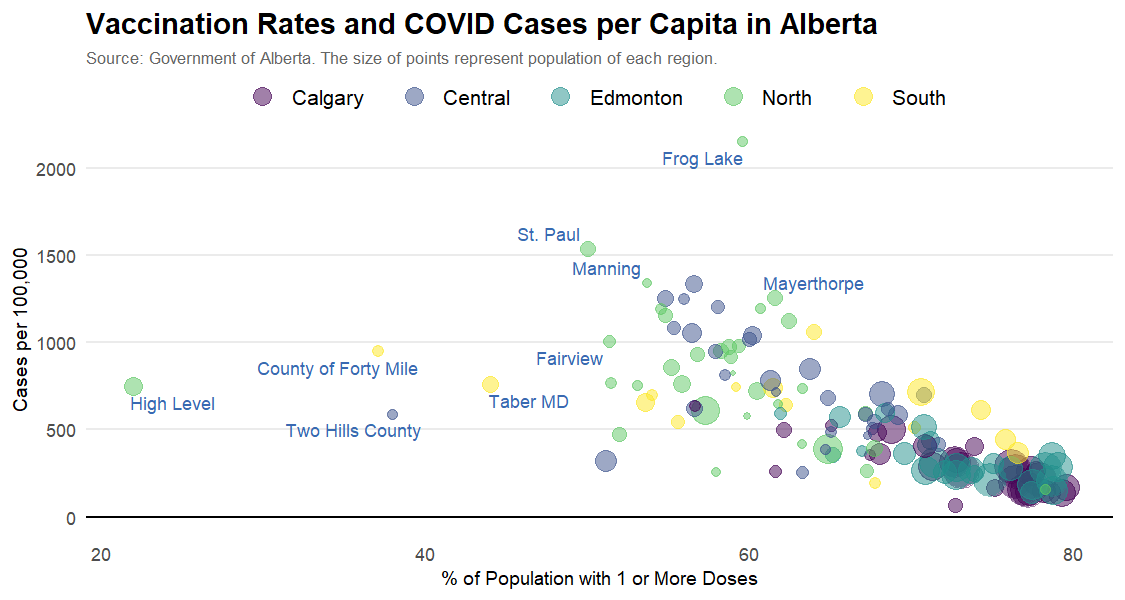 Vaccination Rates and COVID Cases per Capita in Alberta
Source: Government of Alberta. The size of points represent population of each region.
Calgary Central Edmonton North South
Frog Lake
2000
St. Paul
1500
Manning
Mayerthorpe
1000
Fairview
County of Forty Mile
High Level
Taber MD
Two Hills County
500
0
Cases per 100,000
20 40 60 80
% of Population with 1 or More Doses